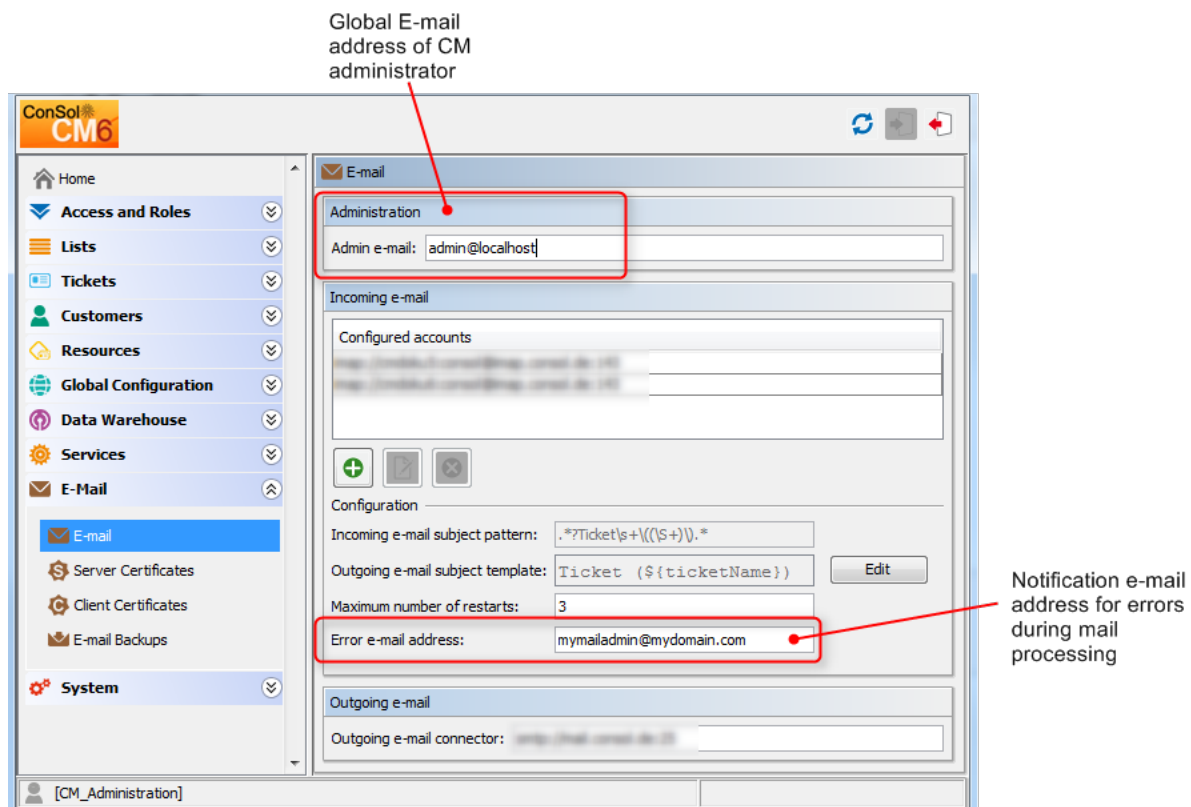 Global E-mail
address of CM
administrator
ConSol
CM6
Home
Access and Roles
Lists
Tickets
Customers
Resources
Global Configuration
Data Warehouse
Services
E-Mail
E-mail
Server Certificates
Client Certificates
E-mail Backups
System
E-mail
Administration
Admin e-mail: admin@localhost
Incoming e-mail
Configured accounts
Configuration
Incoming e-mail subject pattern: .*?Ticket\s+\((\S+)\).*
Outgoing e-mail subject template: Ticket (${ticketName}) Edit
Maximum number of restarts: 3
Error e-mail address: mymailadmin@mydomain.com
Outgoing e-mail
Outgoing e-mail connector:
Notification e-mail
address for errors
during mail
processing
[CM_Administration]